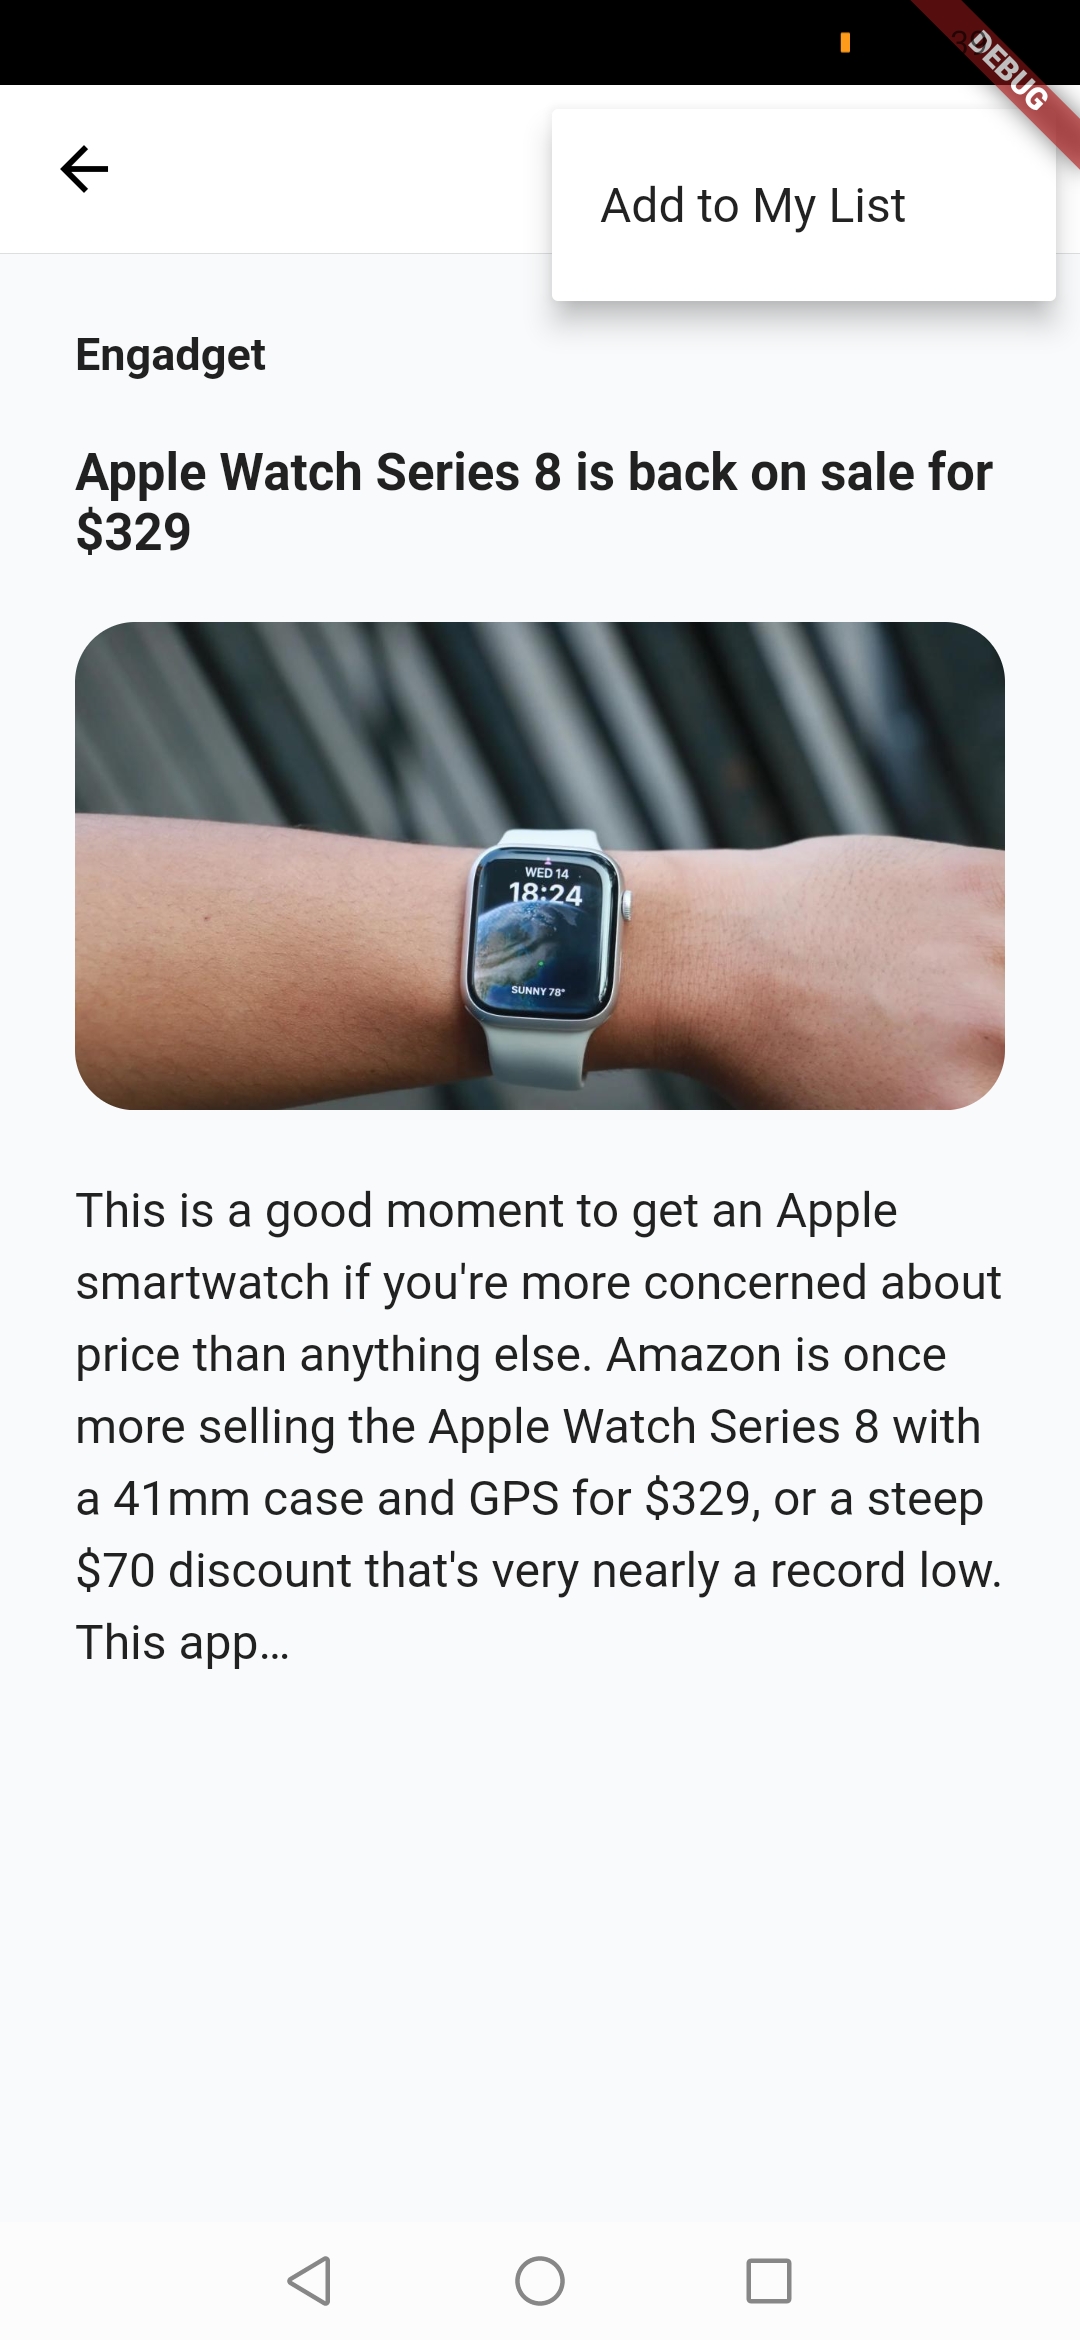 DEBUG
Add to My List
Engadget
Apple Watch Series 8 is back on sale for
$329
WED 14
18:24
SUNNY 78°
This is a good moment to get an Apple
smartwatch if you're more concerned about
price than anything else. Amazon is once
more selling the Apple Watch Series 8 with
a 41mm case and GPS for $329, or a steep
$70 discount that's very nearly a record low.
This app…